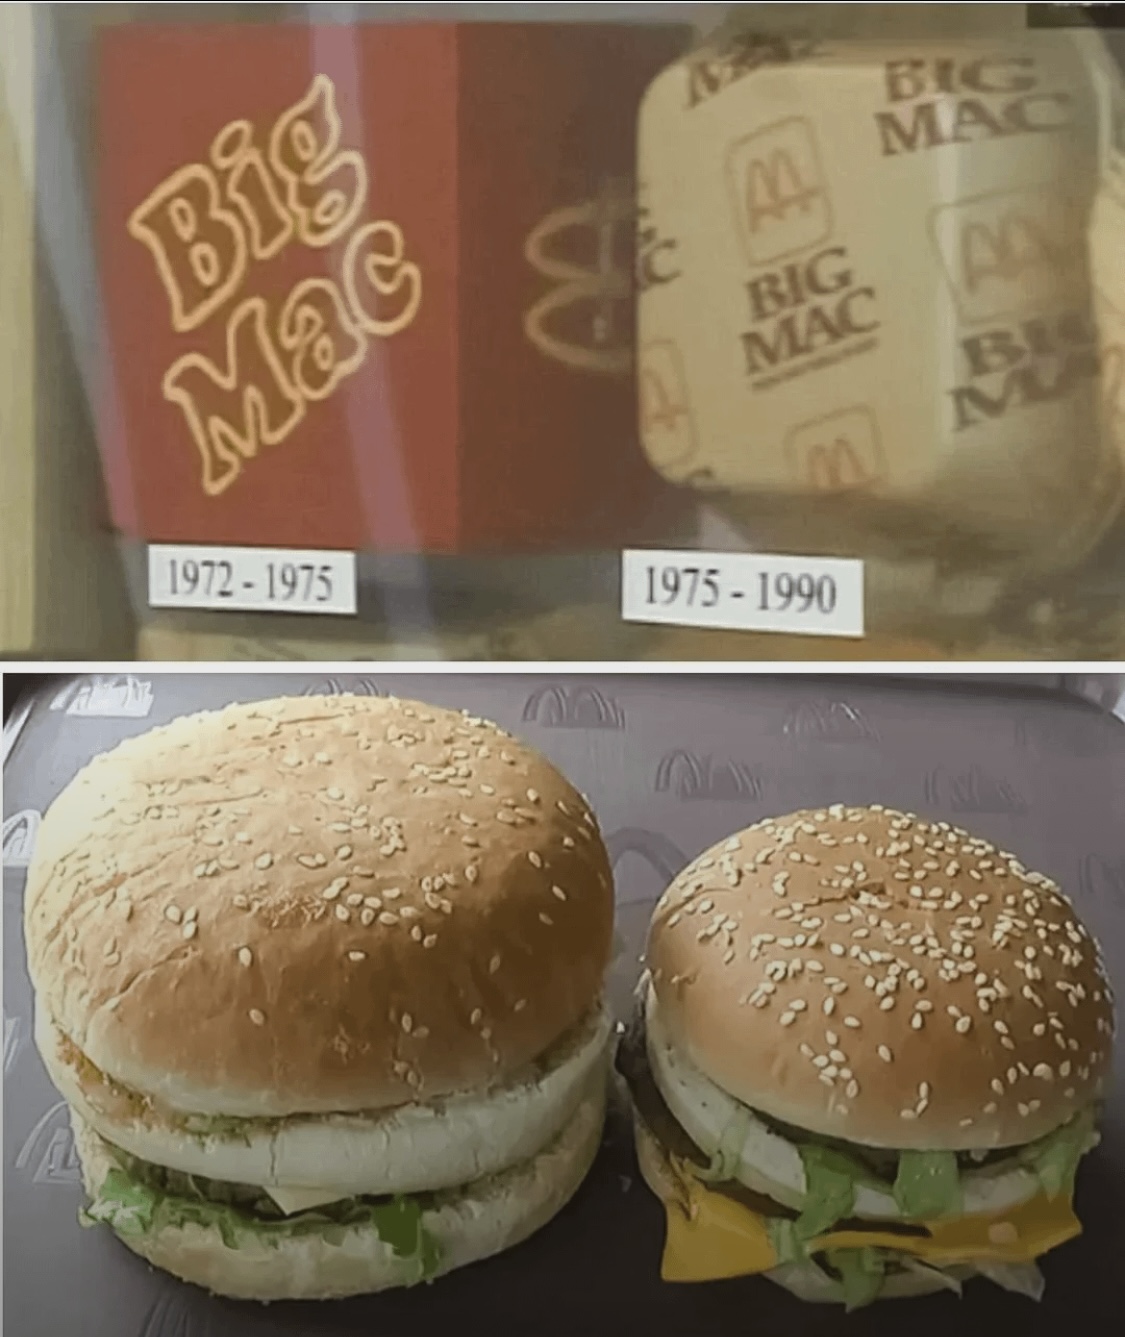 Big
Mac
BIG
MAC
BIG
MAC
1972 - 1975
1975 - 1990